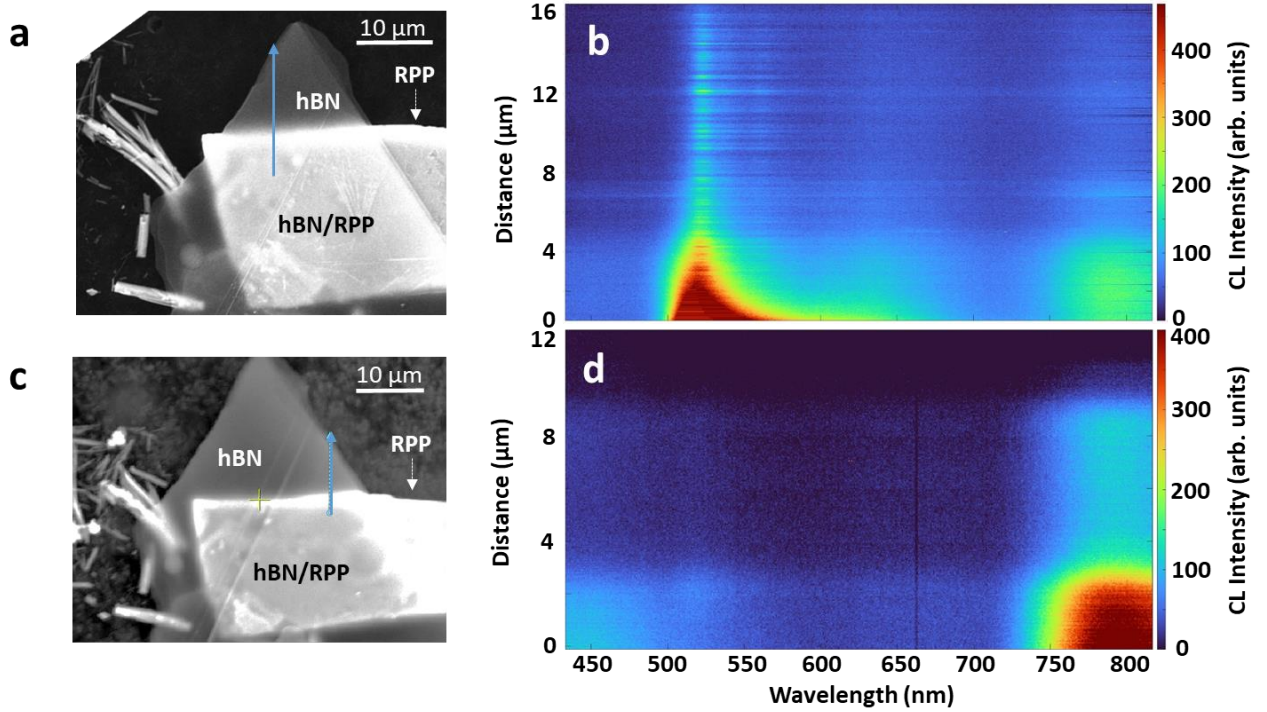 a
10 µm
RPP
hBN
hBN/RPP
b
16
12
8
4
0
Distance (µm)
400
300
200
100
0
CL Intensity (arb. units)
c
10 µm
RPP
hBN
hBN/RPP
d
12
8
4
0
Distance (µm)
450 500 550 600 650 700 750 800
Wavelength (nm)
400
300
200
100
0
CL Intensity (arb. units)